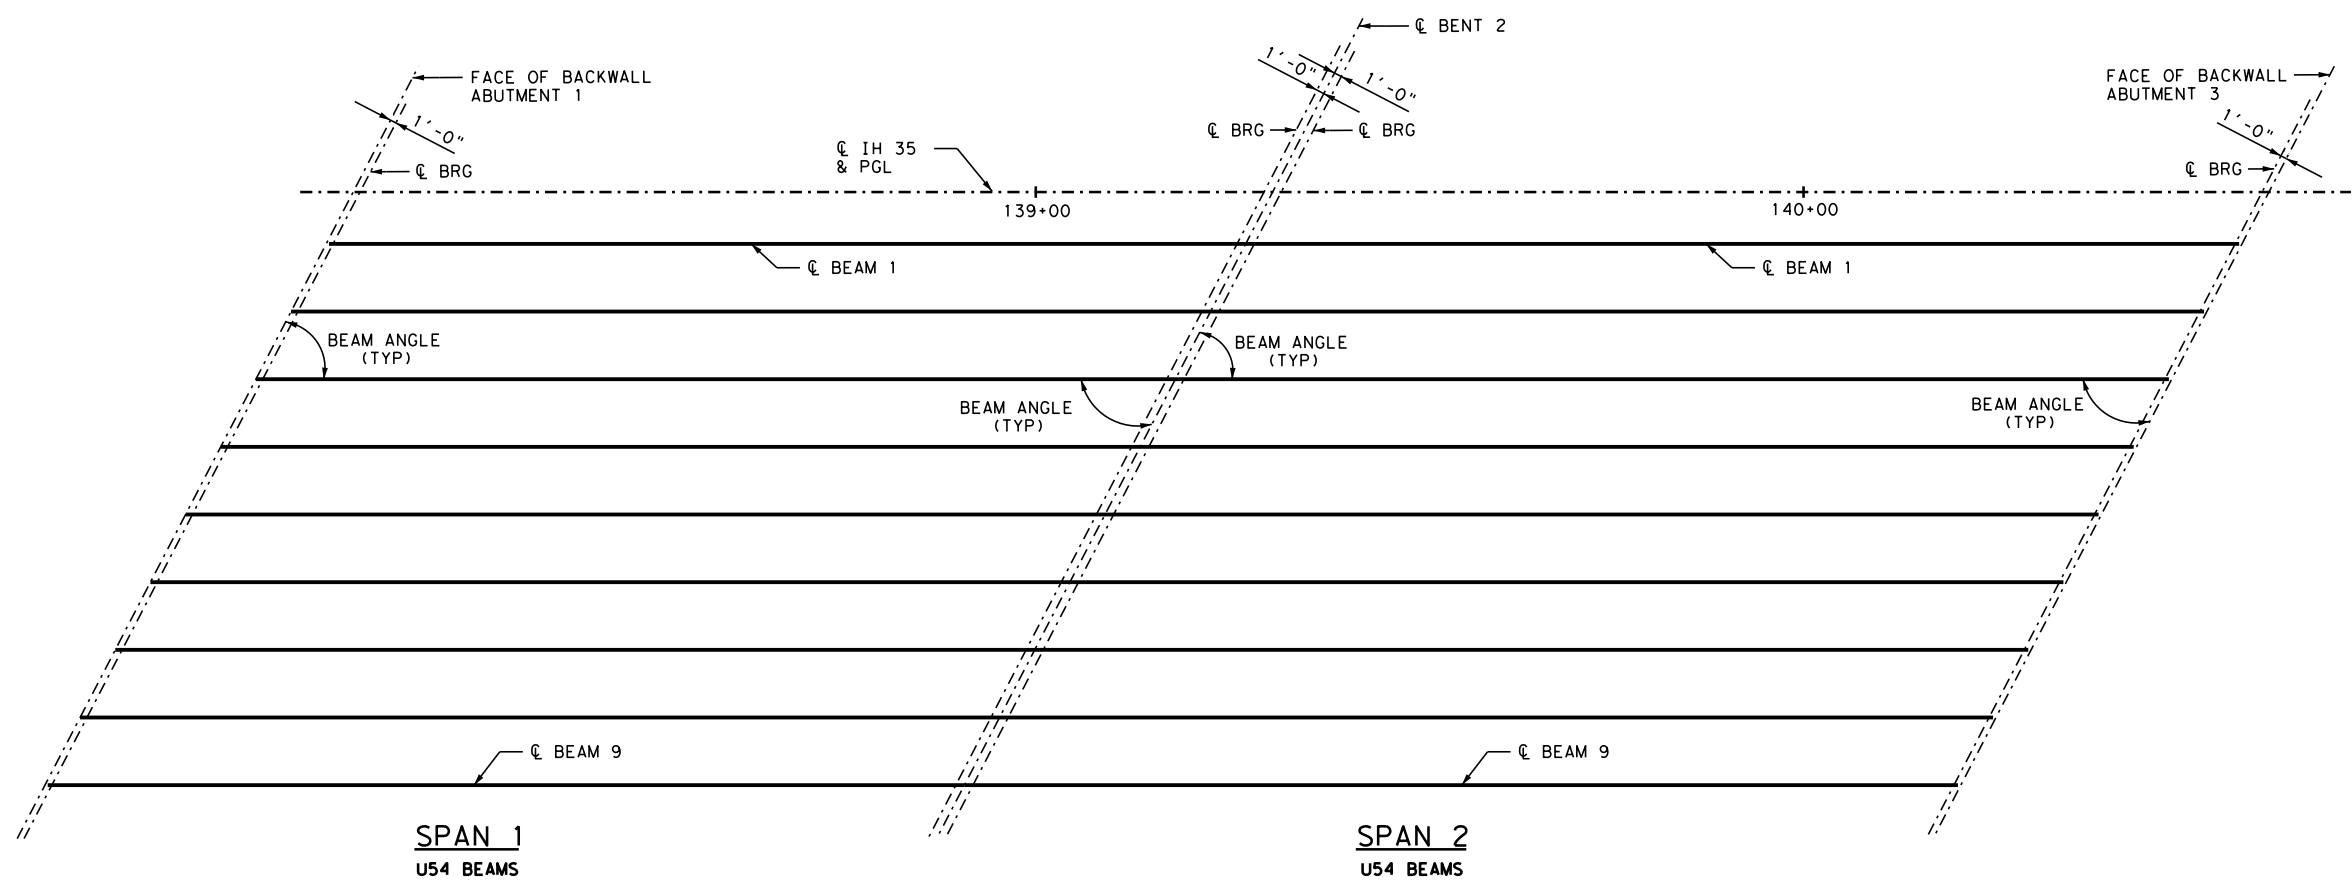 ℄ BENT 2
1'-0"
1'-0"
FACE OF BACKWALL
ABUTMENT 1
FACE OF BACKWALL
ABUTMENT 3
1'-0"
1'-0"
℄ BRG
℄ BRG
℄ IH 35
& PGL
℄ BRG
℄ BRG
139+00
140+00
℄ BEAM 1
℄ BEAM 1
BEAM ANGLE
(TYP)
BEAM ANGLE
(TYP)
BEAM ANGLE
(TYP)
BEAM ANGLE
(TYP)
℄ BEAM 9
℄ BEAM 9
SPAN 1
U54 BEAMS
SPAN 2
U54 BEAMS